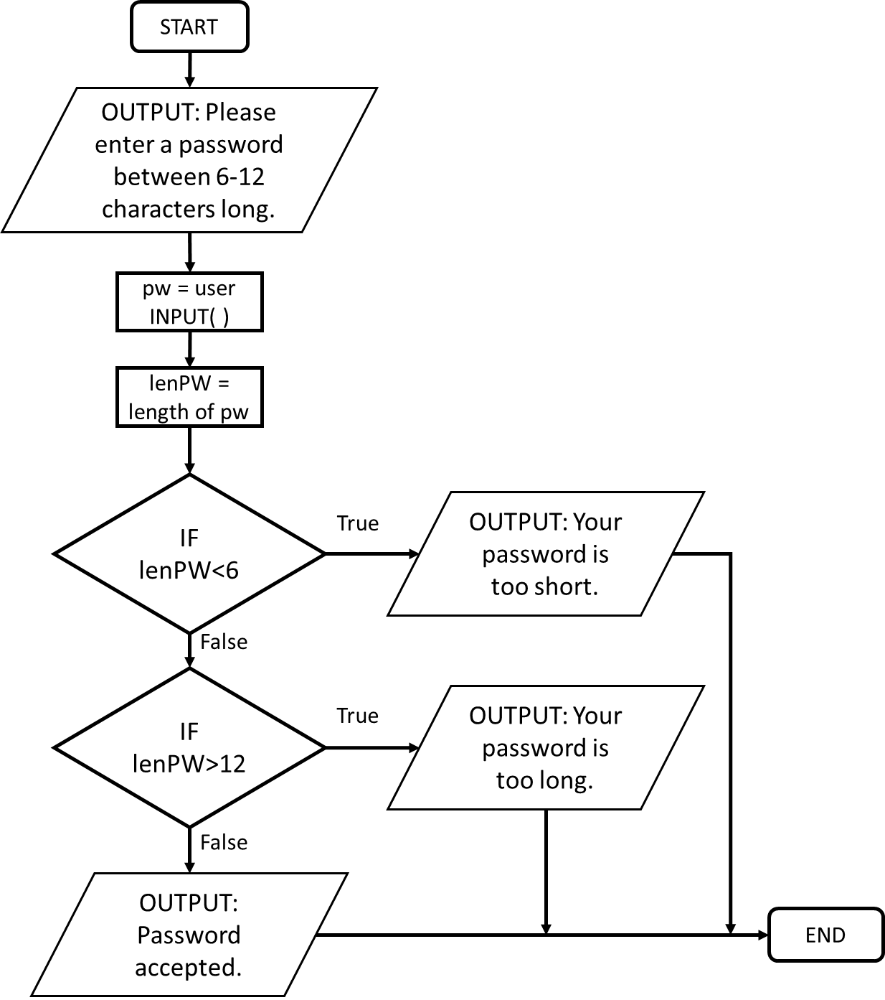 START
OUTPUT: Please
enter a password
between 6-12
characters long.
pw = user
INPUT( )
lenPW =
length of pw
IF
lenPW<6
True
OUTPUT: Your
password is
too short.
False
IF
lenPW>12
True
OUTPUT: Your
password is
too long.
False
OUTPUT:
Password
accepted.
END